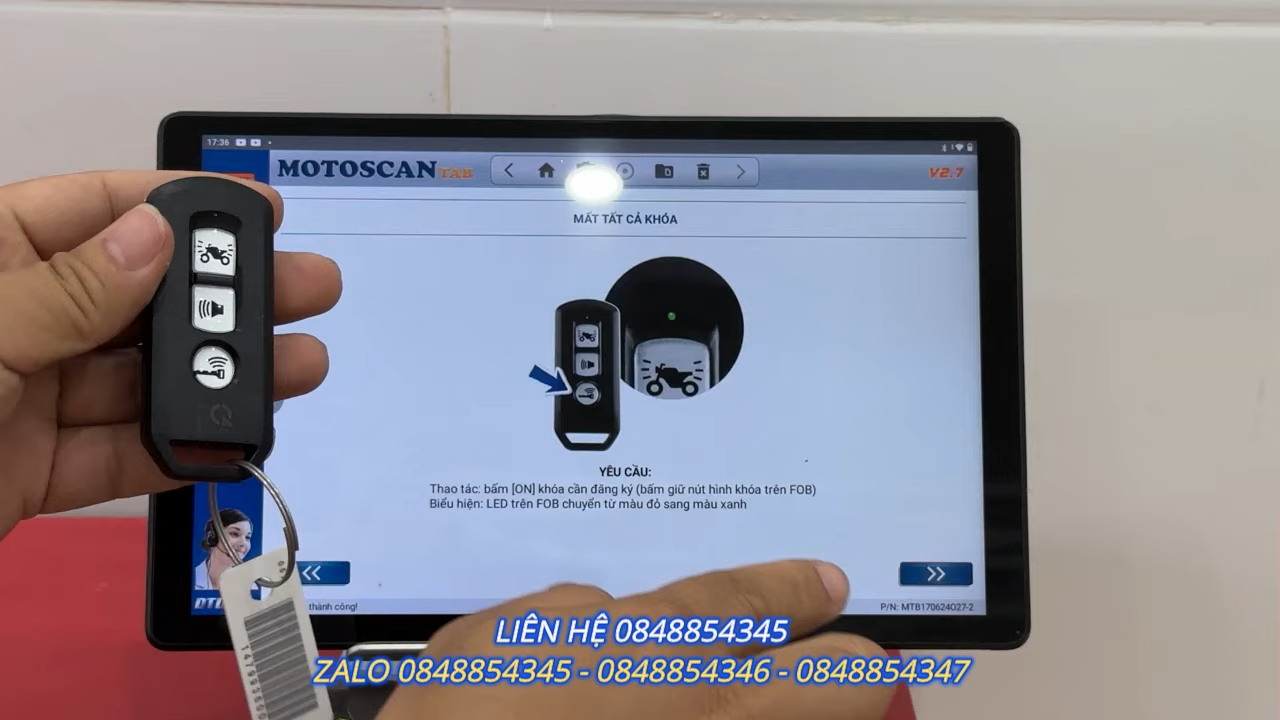 17:36
MOTOSCAN TAB
V2.7
MẤT TẤT CẢ KHÓA
YÊU CẦU:
Thao tác: bấm [ON] khóa cần đăng ký (bấm giữ nút hình khóa trên FOB)
Biểu hiện: LED trên FOB chuyển từ màu đỏ sang màu xanh
thành công!
P/N: MTB170624O27-2
LIÊN HỆ 0848854345
ZALO 0848854345 - 0848854346 - 0848854347